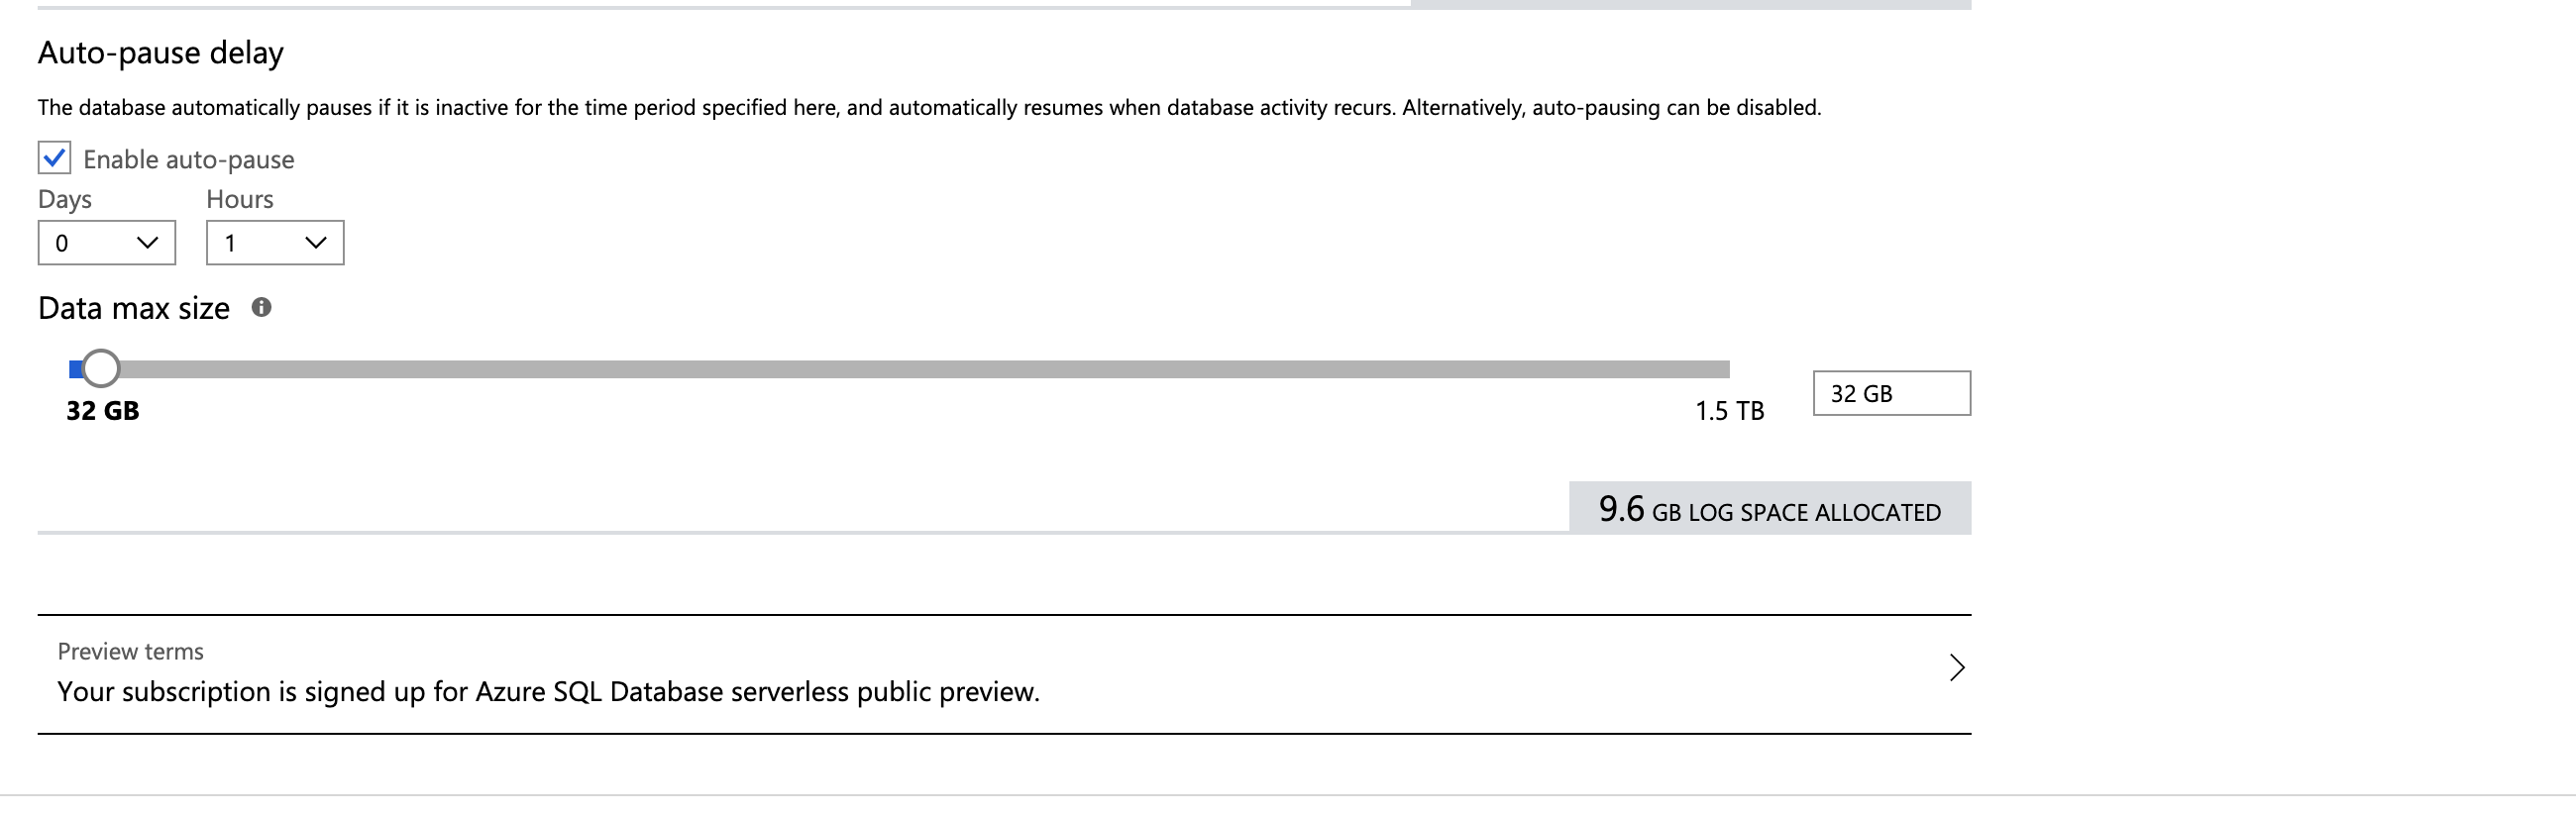 Auto-pause delay
The database automatically pauses if it is inactive for the time period specified here, and automatically resumes when database activity recurs. Alternatively, auto-pausing can be disabled.
Enable auto-pause
Days Hours
0 1
Data max size
32 GB
32 GB 1.5 TB
9.6 GB LOG SPACE ALLOCATED
Preview terms
Your subscription is signed up for Azure SQL Database serverless public preview.